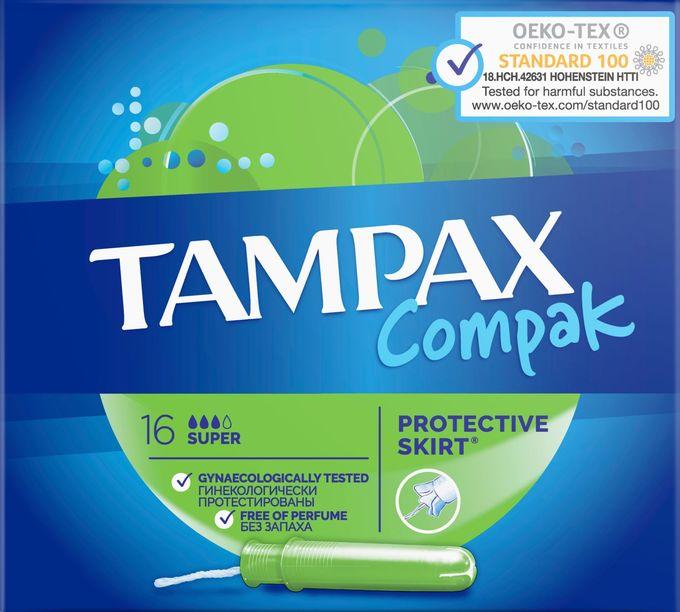 OEKO-TEX®
CONFIDENCE IN TEXTILES
STANDARD 100
18.HCH.42631 HOHENSTEIN HTTI
Tested for harmful substances.
www.oeko-tex.com/standard100
TAMPAX
Compak
16
SUPER
GYNAECOLOGICALLY TESTED
ГИНЕКОЛОГИЧЕСКИ
ПРОТЕСТИРОВАНЫ
FREE OF PERFUME
БЕЗ ЗАПАХА
PROTECTIVE
SKIRT®